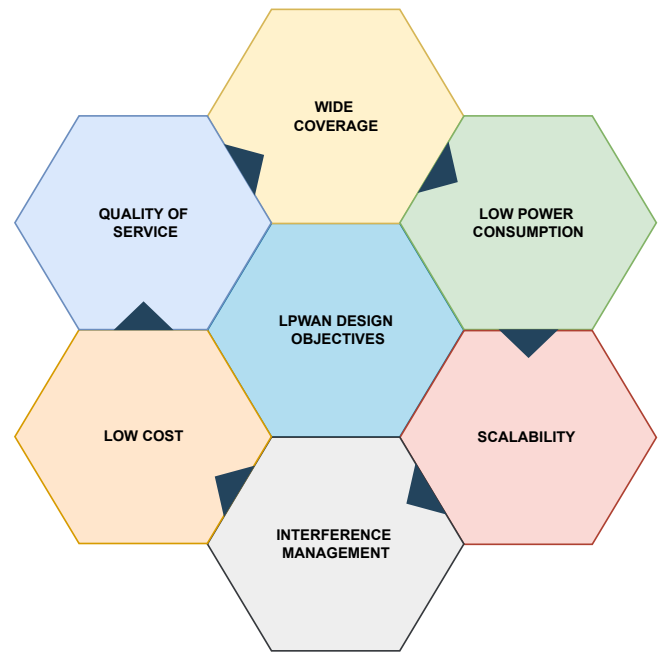 WIDE
COVERAGE
QUALITY OF
SERVICE
LOW POWER
CONSUMPTION
LPWAN DESIGN
OBJECTIVES
LOW COST
SCALABILITY
INTERFERENCE
MANAGEMENT